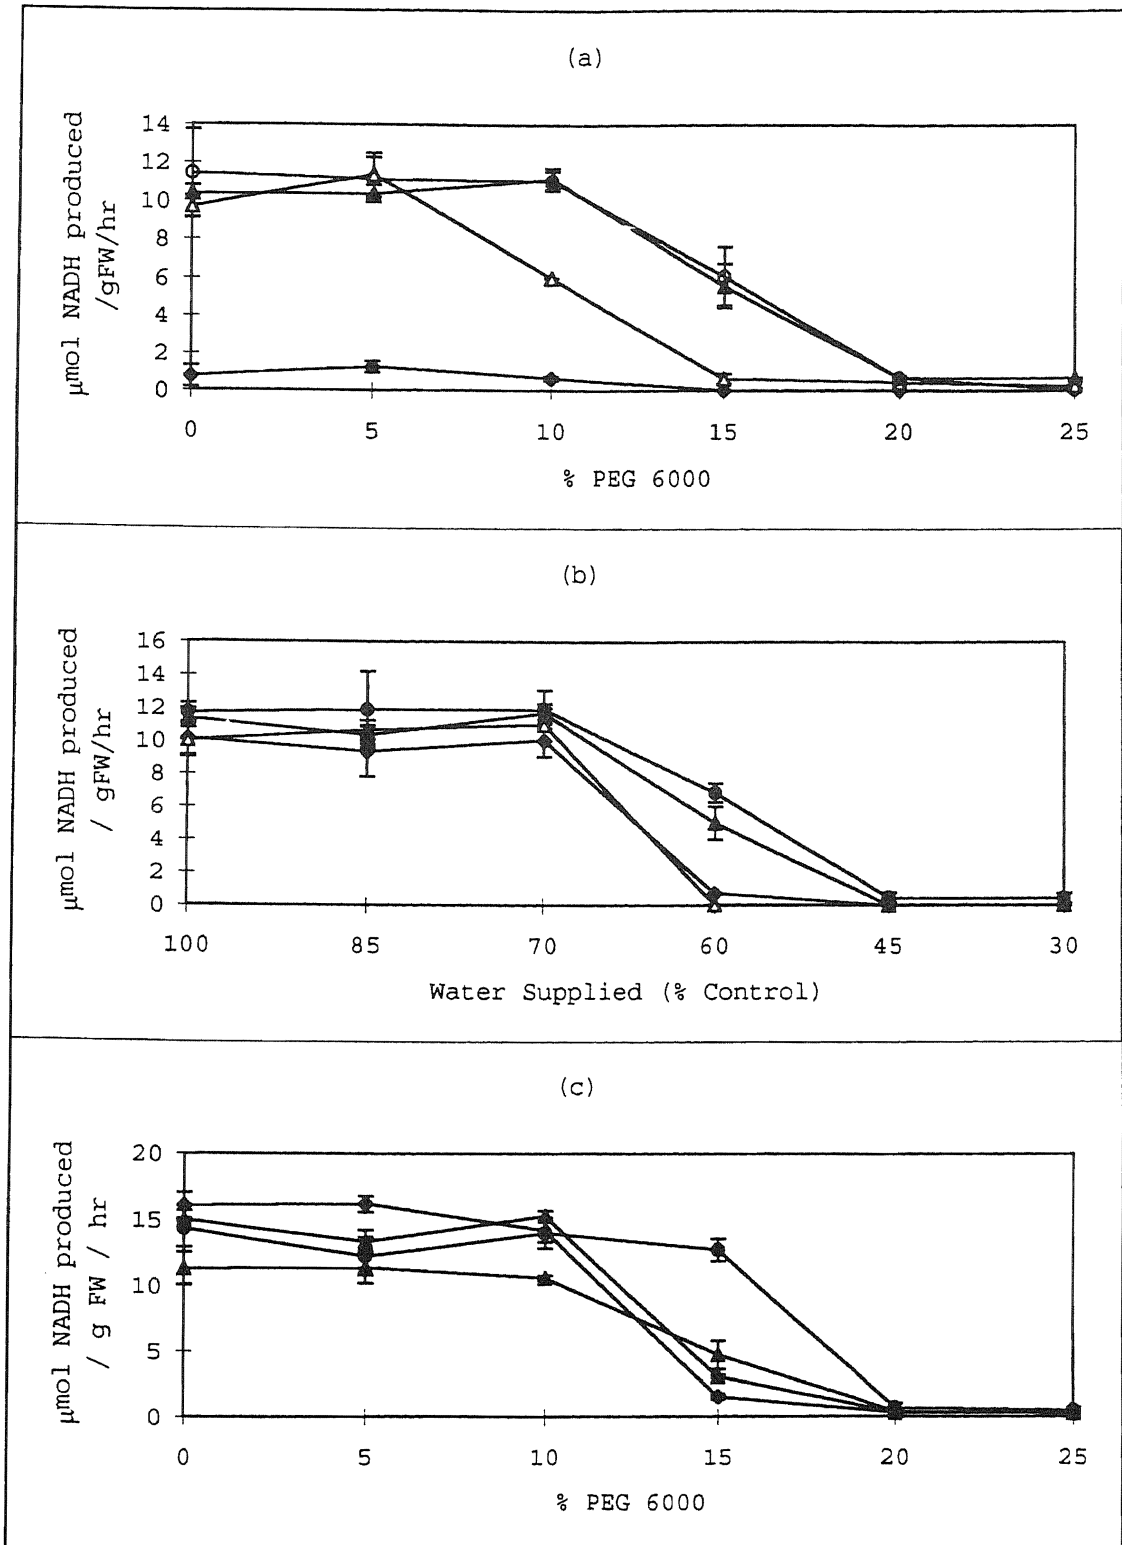 (a)
μmol NADH produced
/gFW/hr
14
12
10
8
6
4
2
0
0 5 10 15 20 25
% PEG 6000
(b)
μmol NADH produced
/ gFW/hr
16
14
12
10
8
6
4
2
0
100 85 70 60 45 30
Water Supplied (% Control)
(c)
μmol NADH produced
/ g FW / hr
20
15
10
5
0
0 5 10 15 20 25
% PEG 6000